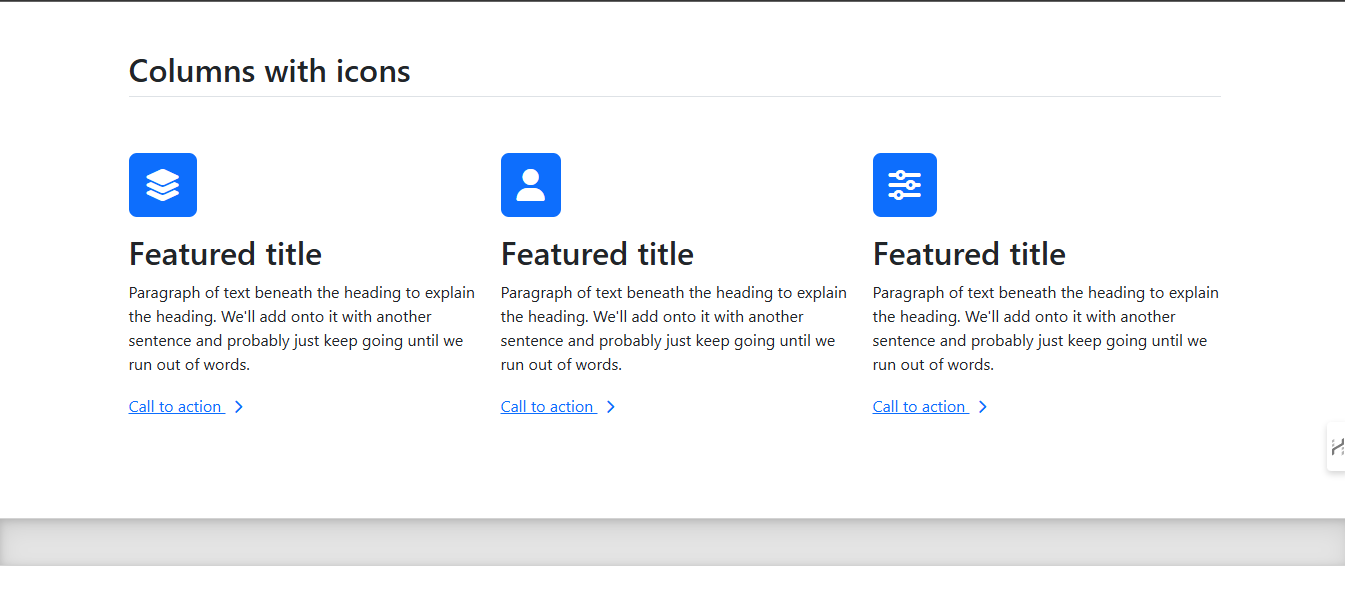 Columns with icons
Featured title
Paragraph of text beneath the heading to explain
the heading. We'll add onto it with another
sentence and probably just keep going until we
run out of words.
Call to action
Featured title
Paragraph of text beneath the heading to explain
the heading. We'll add onto it with another
sentence and probably just keep going until we
run out of words.
Call to action
Featured title
Paragraph of text beneath the heading to explain
the heading. We'll add onto it with another
sentence and probably just keep going until we
run out of words.
Call to action